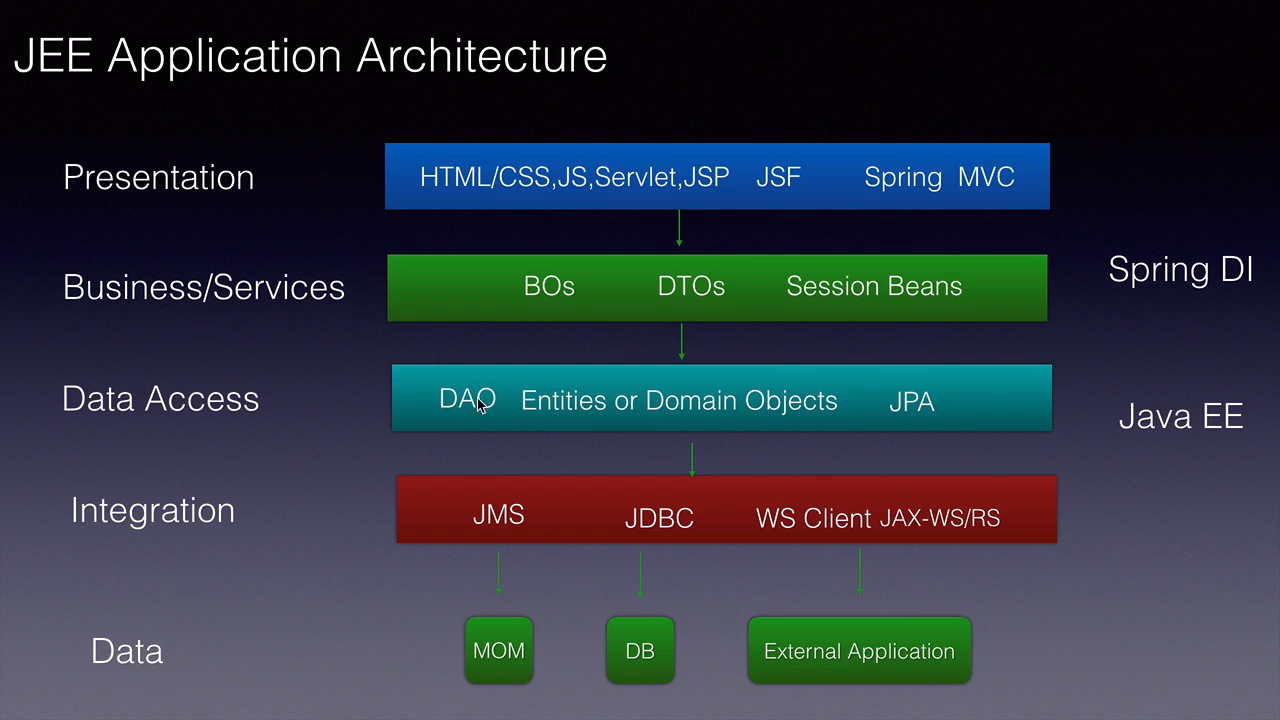 JEE Application Architecture
Presentation
HTML/CSS,JS,Servlet,JSP JSF Spring MVC
Business/Services
BOs DTOs Session Beans
Spring DI
Data Access
DAO Entities or Domain Objects JPA
Java EE
Integration
JMS JDBC WS Client JAX-WS/RS
Data
MOM DB External Application